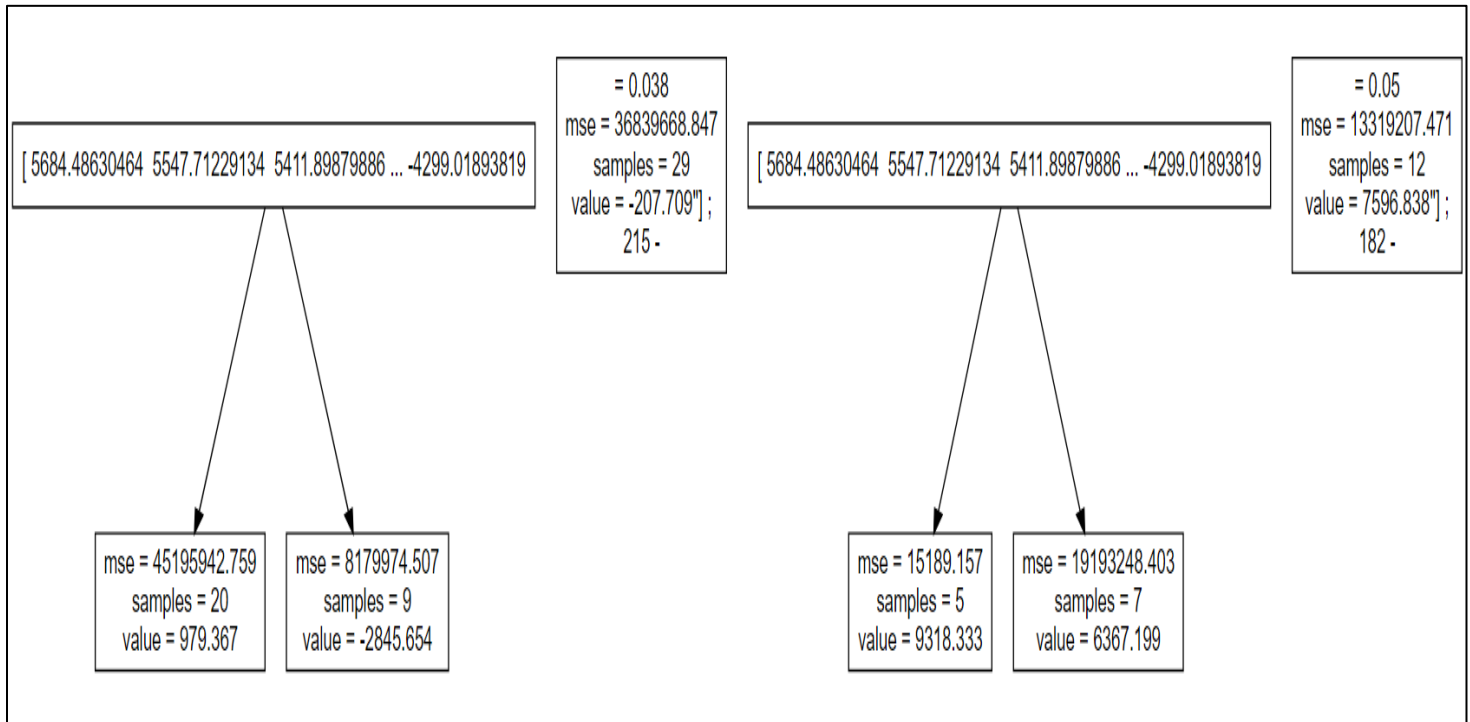 [ 5684.48630464 5547.71229134 5411.89879886 ... -4299.01893819
= 0.038
mse = 36839668.847
samples = 29
value = -207.709"] ;
215 -
[ 5684.48630464 5547.71229134 5411.89879886 ... -4299.01893819
= 0.05
mse = 13319207.471
samples = 12
value = 7596.838"] ;
182 -
mse = 45195942.759
samples = 20
value = 979.367
mse = 8179974.507
samples = 9
value = -2845.654
mse = 15189.157
samples = 5
value = 9318.333
mse = 19193248.403
samples = 7
value = 6367.199